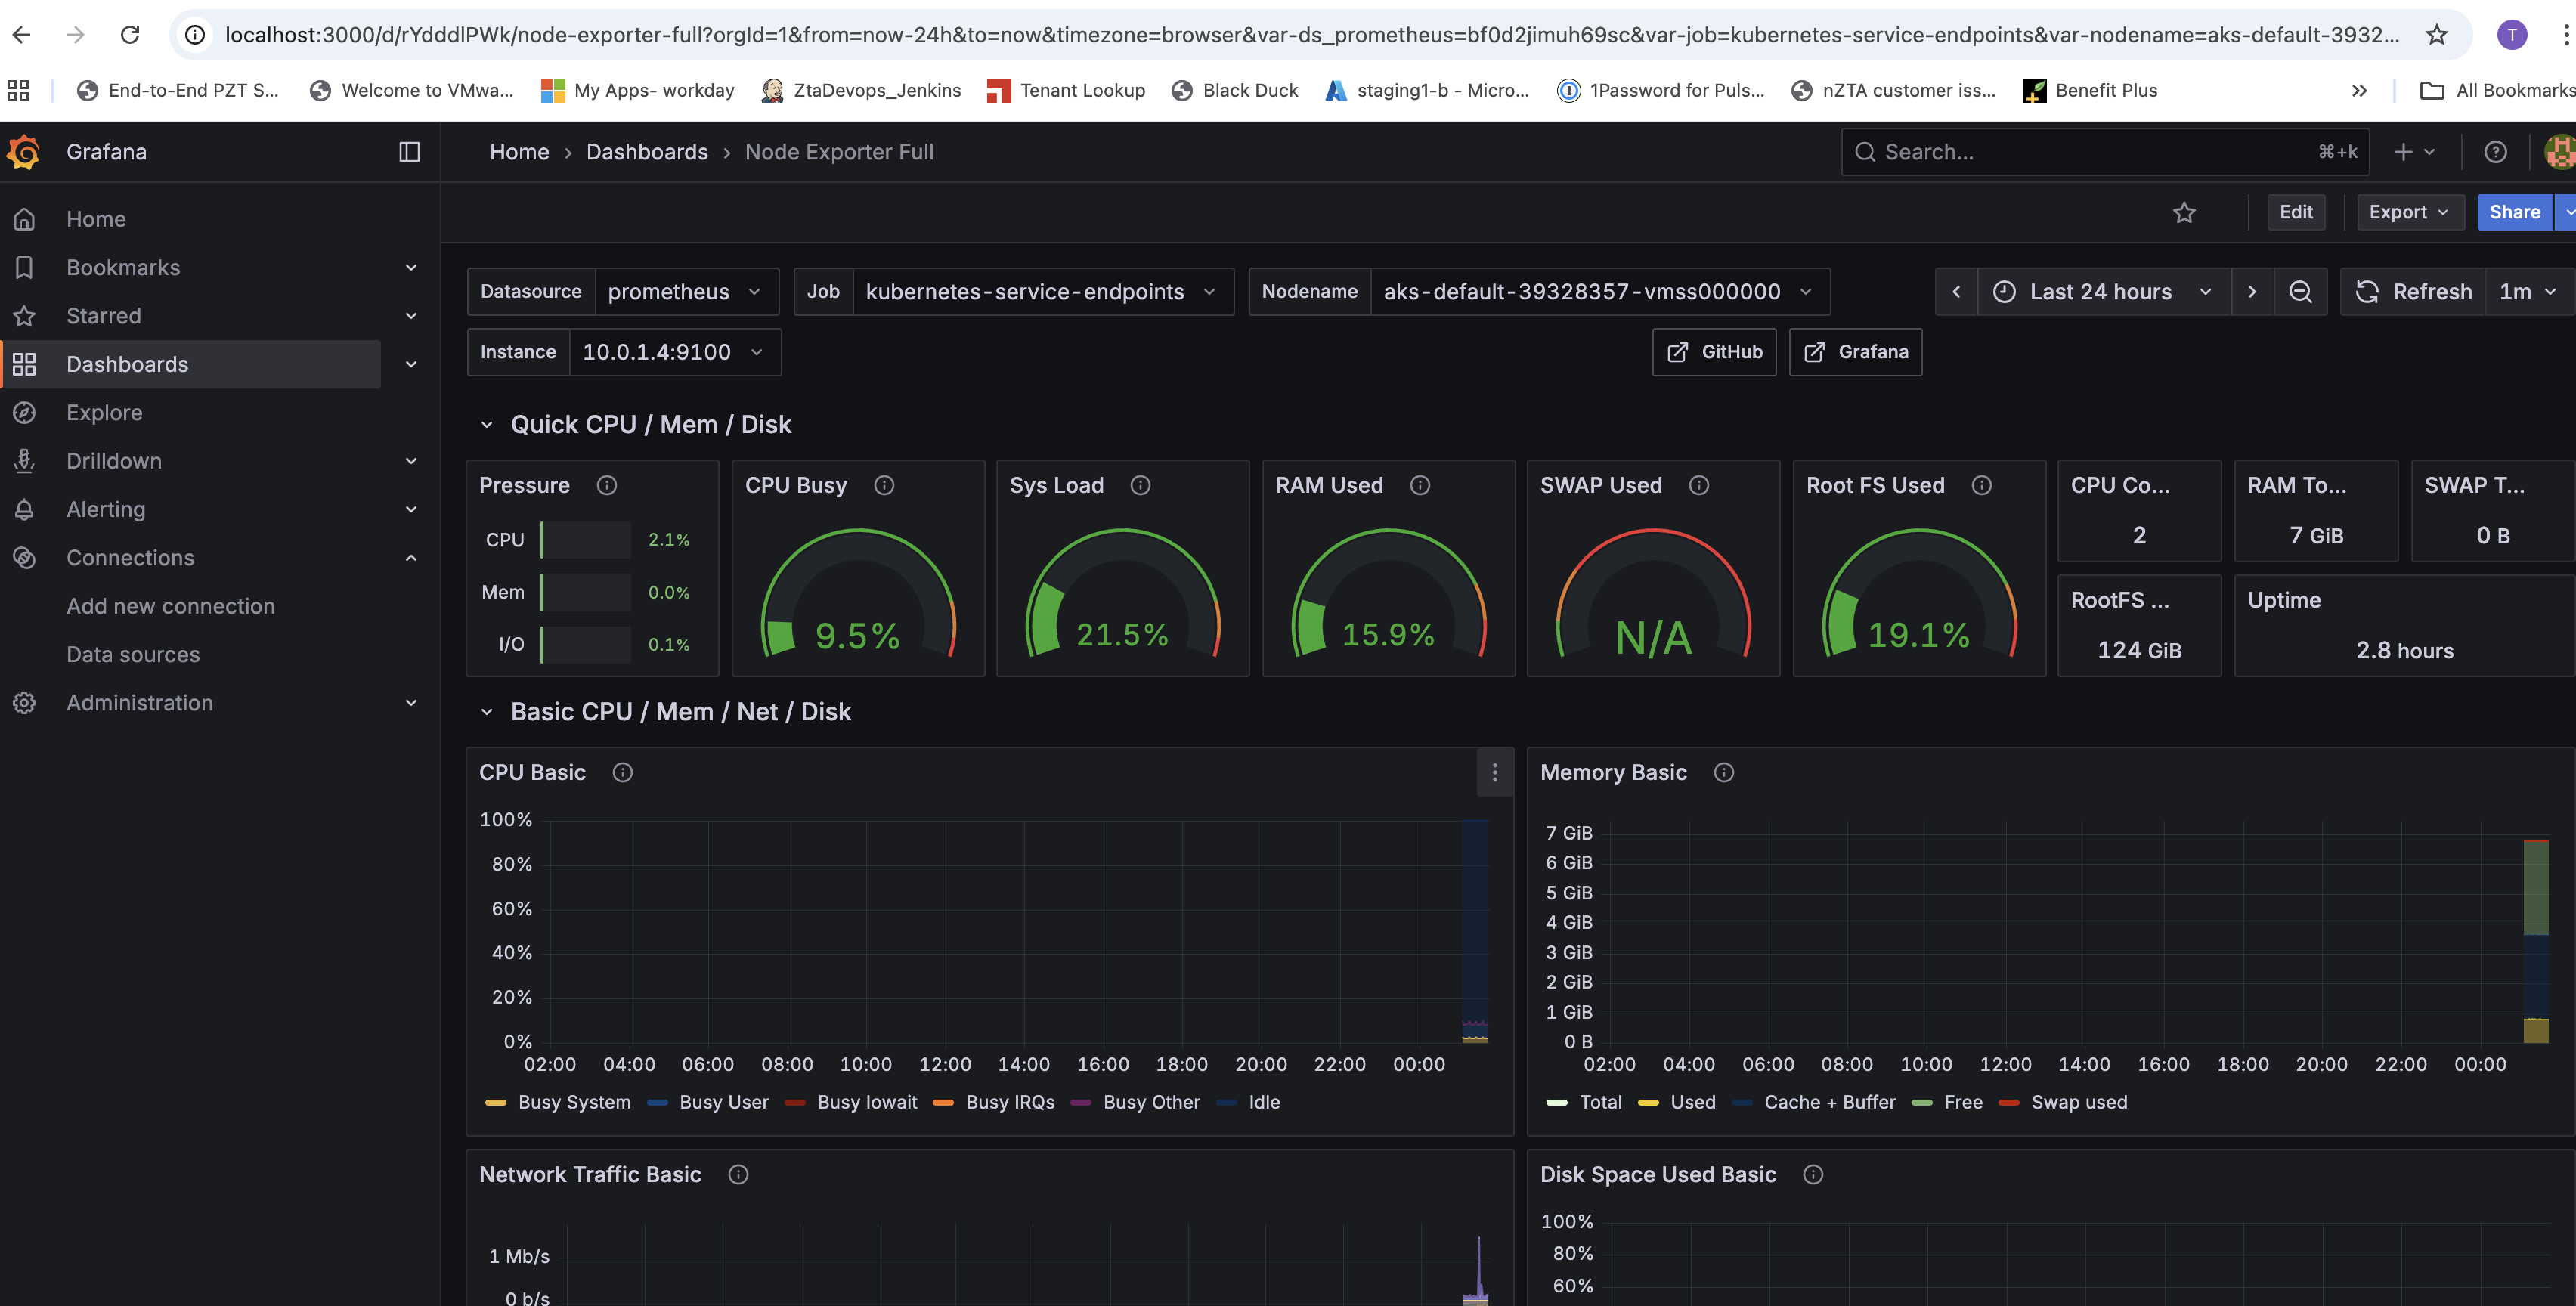 localhost:3000/d/rYdddlPWk/node-exporter-full?orgId=1&from=now-24h&to=now&timezone=browser&var-ds_prometheus=bf0d2jimuh69sc&var-job=kubernetes-service-endpoints&var-nodename=aks-default-3932...
T
End-to-End PZT S... Welcome to VMwa... My Apps- workday ZtaDevops_Jenkins Tenant Lookup Black Duck staging1-b - Micro... 1Password for Puls... nZTA customer iss... Benefit Plus » All Bookmarks
Grafana
Home › Dashboards › Node Exporter Full
Search... ⌘+k
Edit Export Share
Home
Bookmarks
Starred
Dashboards
Explore
Drilldown
Alerting
Connections
Add new connection
Data sources
Administration
Datasource prometheus Job kubernetes-service-endpoints Nodename aks-default-39328357-vmss000000 Last 24 hours Refresh 1m
Instance 10.0.1.4:9100 GitHub Grafana
Quick CPU / Mem / Disk
Pressure
CPU 2.1%
Mem 0.0%
I/O 0.1%
CPU Busy
9.5%
Sys Load
21.5%
RAM Used
15.9%
SWAP Used
N/A
Root FS Used
19.1%
CPU Co...
2
RAM To...
7 GiB
SWAP T...
0 B
RootFS ...
124 GiB
Uptime
2.8 hours
Basic CPU / Mem / Net / Disk
CPU Basic
100%
80%
60%
40%
20%
0%
02:00 04:00 06:00 08:00 10:00 12:00 14:00 16:00 18:00 20:00 22:00 00:00
Busy System Busy User Busy Iowait Busy IRQs Busy Other Idle
Memory Basic
7 GiB
6 GiB
5 GiB
4 GiB
3 GiB
2 GiB
1 GiB
0 B
02:00 04:00 06:00 08:00 10:00 12:00 14:00 16:00 18:00 20:00 22:00 00:00
Total Used Cache + Buffer Free Swap used
Network Traffic Basic
1 Mb/s
0 b/s
Disk Space Used Basic
100%
80%
60%